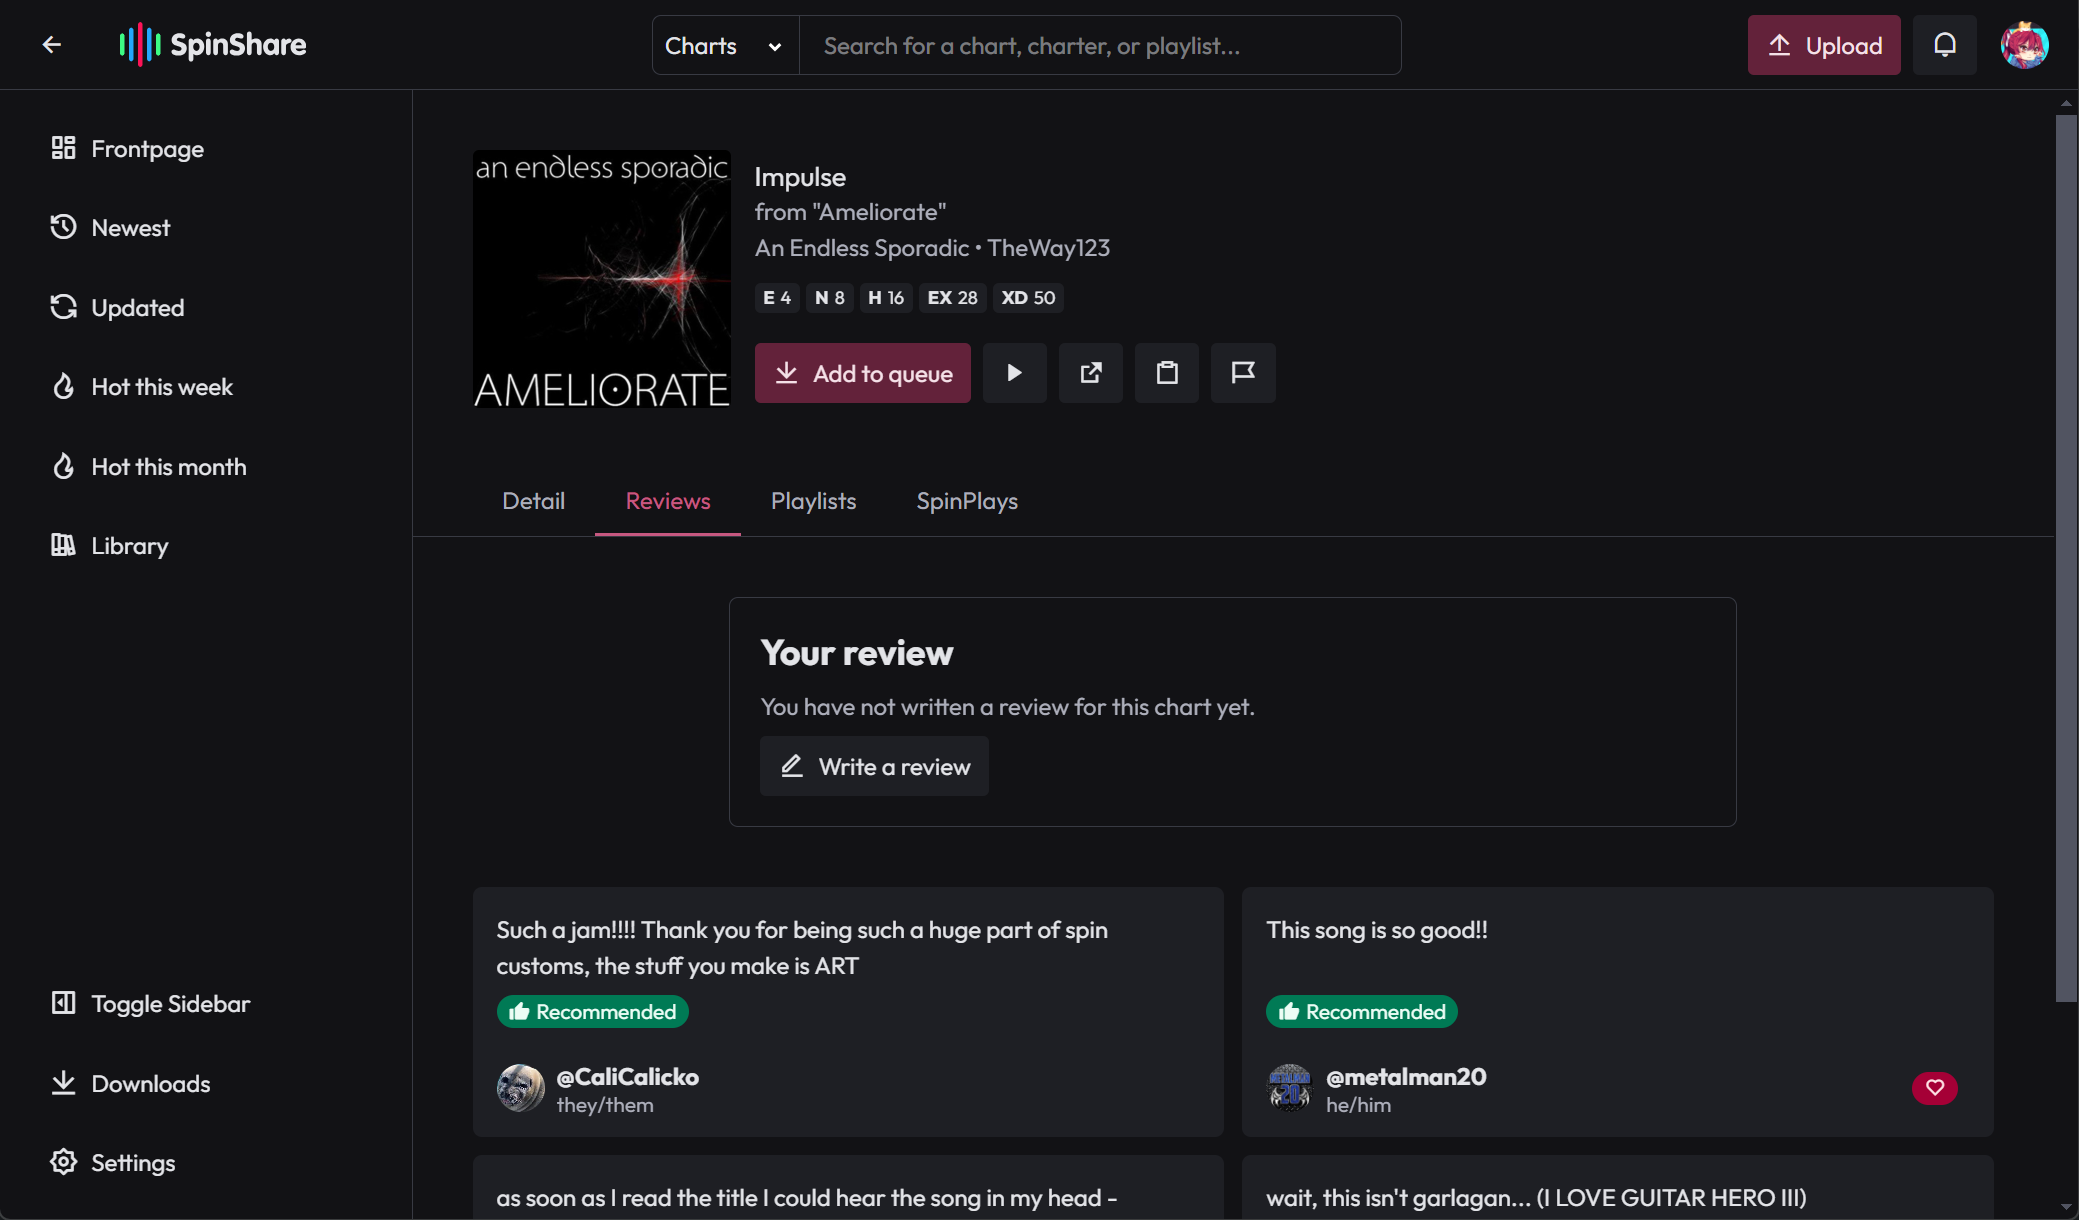 SpinShare
Charts
Search for a chart, charter, or playlist...
Upload
Frontpage
Newest
Updated
Hot this week
Hot this month
Library
Toggle Sidebar
Downloads
Settings
an endless sporadic
AMELIORATE
Impulse
from "Ameliorate"
An Endless Sporadic • TheWay123
E 4 N 8 H 16 EX 28 XD 50
Add to queue
Detail Reviews Playlists SpinPlays
Your review
You have not written a review for this chart yet.
Write a review
Such a jam!!!! Thank you for being such a huge part of spin
customs, the stuff you make is ART
Recommended
@CaliCalicko
they/them
This song is so good!!
Recommended
METALMAN
20
@metalman20
he/him
as soon as I read the title I could hear the song in my head -
wait, this isn't garlagan... (I LOVE GUITAR HERO III)